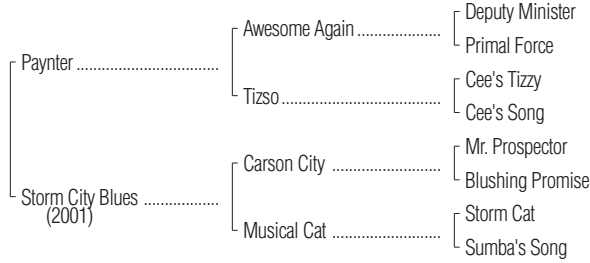 Deputy Minister
Awesome Again ....................
Primal Force
Paynter ..................................
Cee's Tizzy
Tizso ......................................
Cee's Song
Mr. Prospector
Carson City ..........................
Blushing Promise
Storm City Blues ..................
(2001)
Storm Cat
Musical Cat ..........................
Sumba's Song